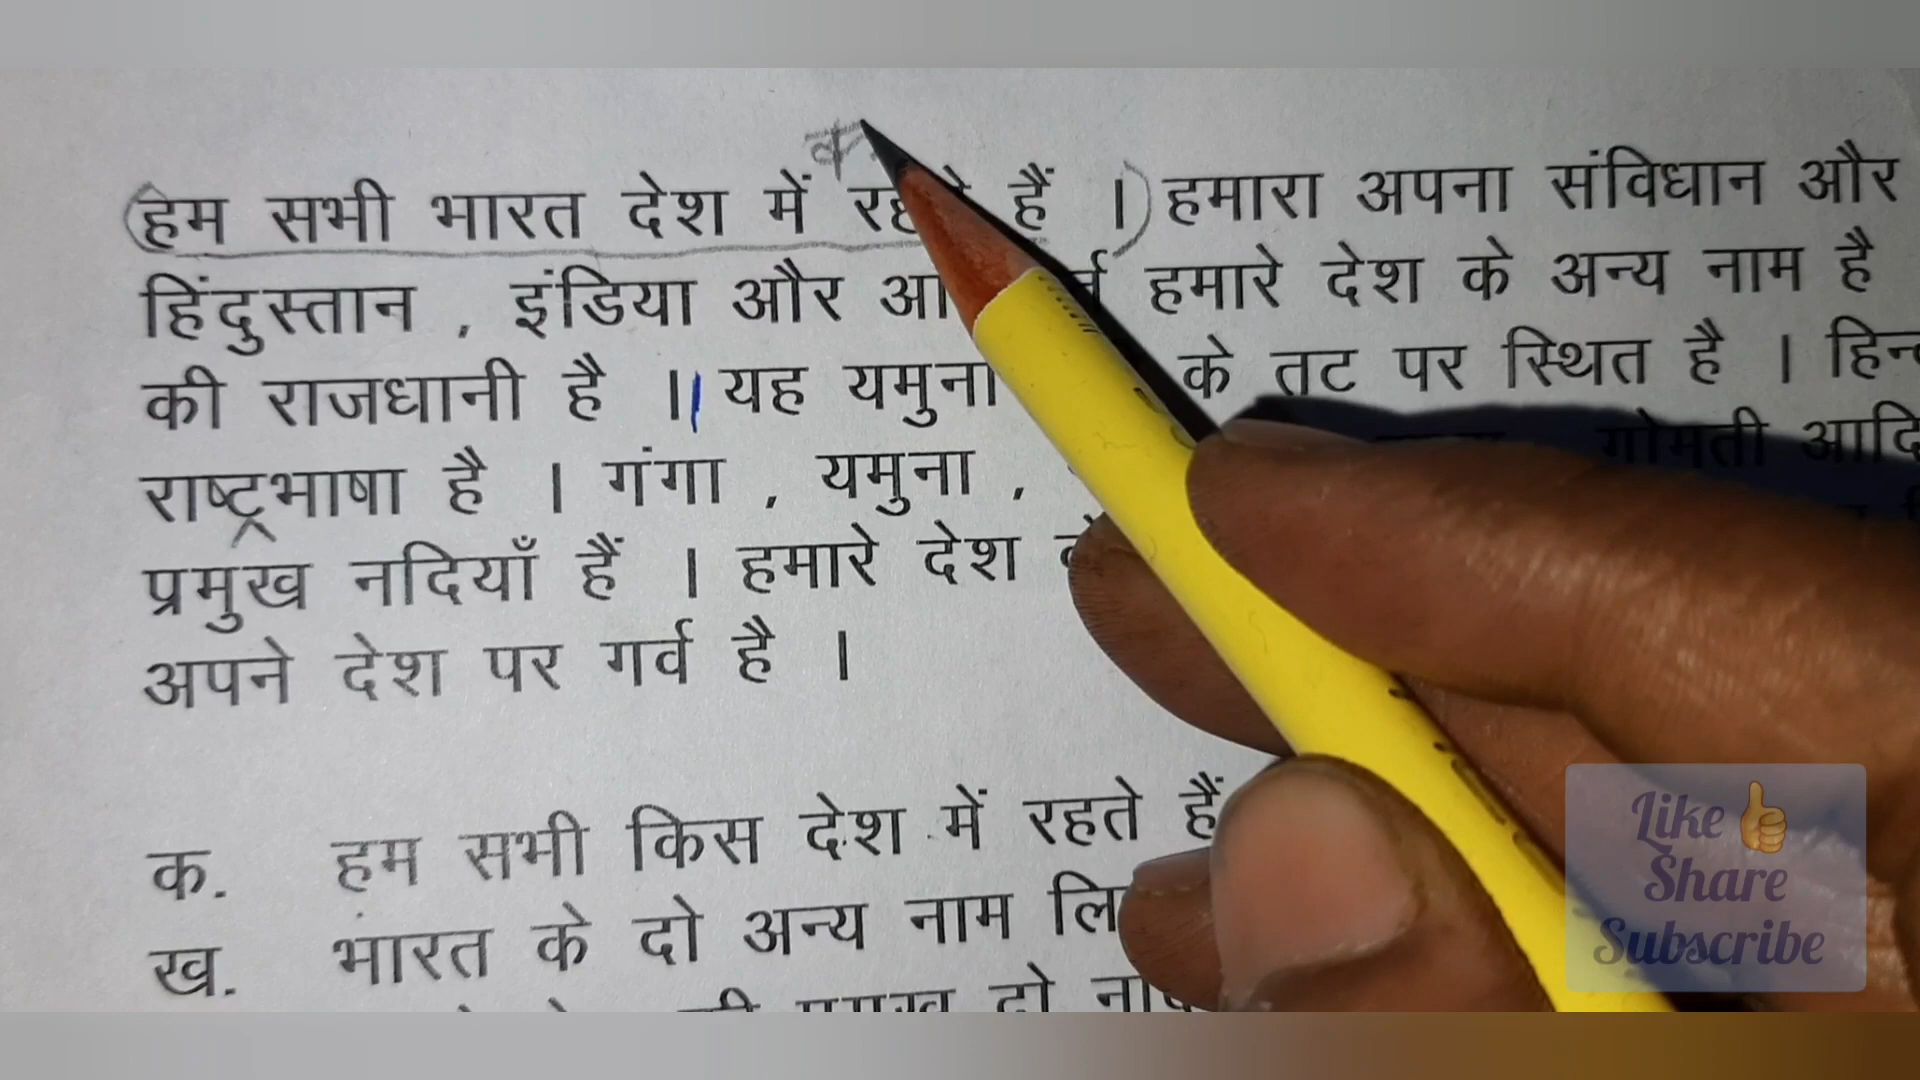 क.
हम सभी भारत देश में हैं । हमारा अपना संविधान और
हिंदुस्तान , इंडिया और हमारे देश के अन्य नाम है
की राजधानी है । यह यमुना के तट पर स्थित है ।
राष्ट्रभाषा है । गंगा , यमुना , गोमती आदि
प्रमुख नदियाँ हैं । हमारे देश
अपने देश पर गर्व है ।
क. हम सभी किस देश में रहते हैं
ख. भारत के दो अन्य नाम
दो
Like 👍
Share
Subscribe